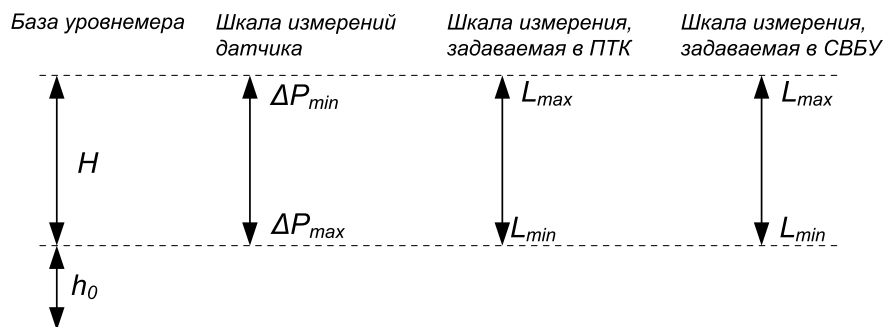 База уровнемера
Шкала измерений
датчика
Шкала измерения,
задаваемая в ПТК
Шкала измерения,
задаваемая в СВБУ
ΔPmin
Lmax
Lmax
H
ΔPmax
Lmin
Lmin
h0